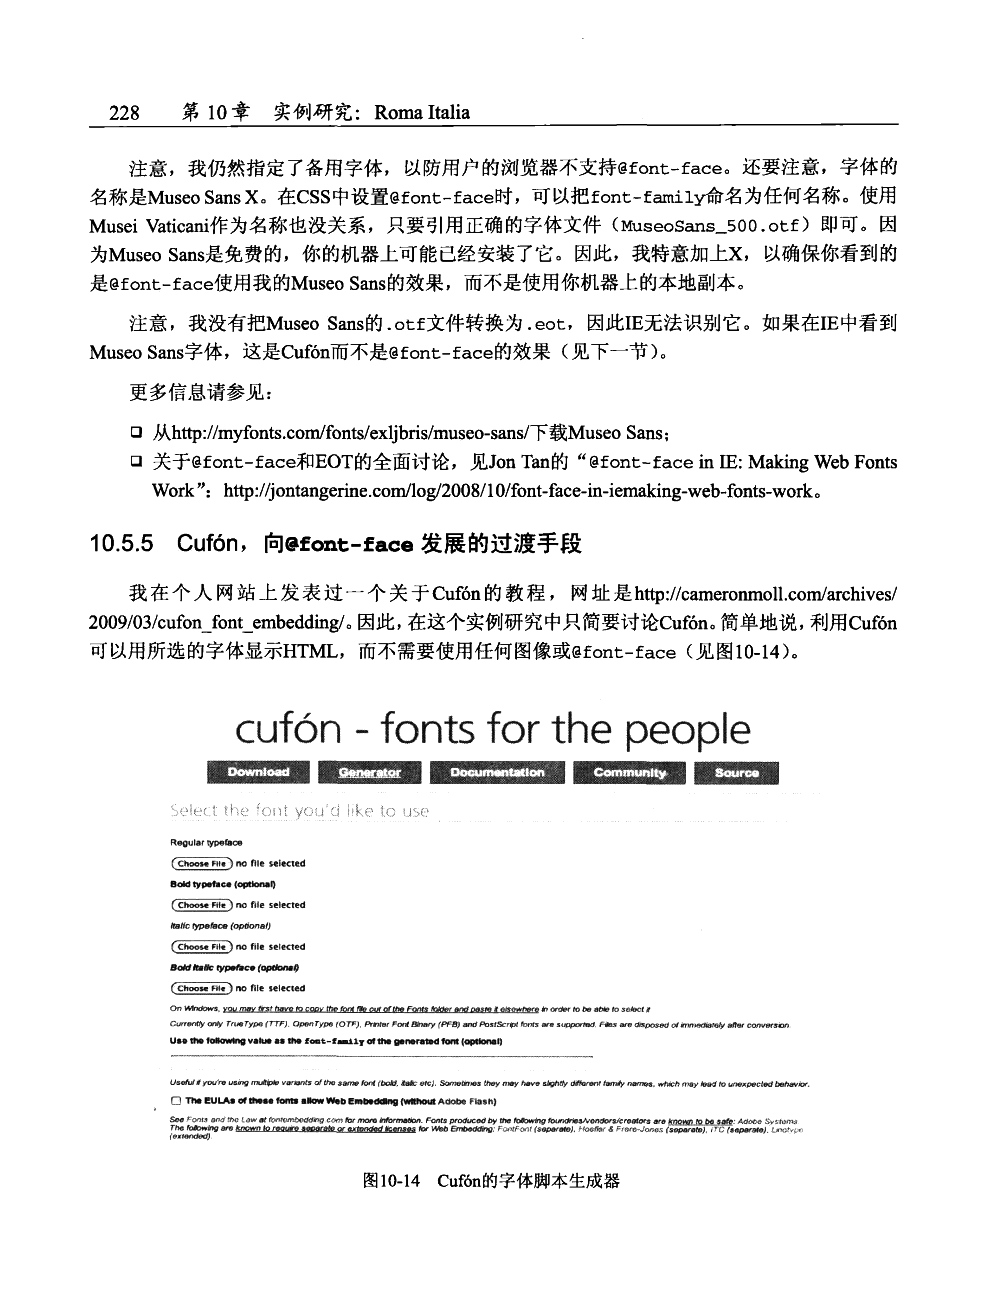 228 第 10 章 实例研究：Roma Italia
注意，我仍然指定了备用字体，以防用户的浏览器不支持@font-face。还要注意，字体的
名称是Museo Sans X。在CSS中设置@font-face时，可以把font-family命名为任何名称。使用
Musei Vaticani作为名称也没关系，只要引用正确的字体文件（MuseoSans_500.otf）即可。因
为Museo Sans是免费的，你的机器上可能已经安装了它。因此，我特意加上X，以确保你看到的
是@font-face使用我的Museo Sans的效果，而不是使用你机器上的本地副本。
注意，我没有把Museo Sans的.otf文件转换为.eot，因此IE无法识别它。如果在IE中看到
Museo Sans字体，这是Cufón而不是@font-face的效果（见下一节）。
更多信息请参见：
❑ 从http://myfonts.com/fonts/exljbris/museo-sans/下载Museo Sans；
❑ 关于@font-face和EOT的全面讨论，见Jon Tan的“@font-face in IE: Making Web Fonts
Work”：http://jontangerine.com/log/2008/10/font-face-in-iemaking-web-fonts-work。
10.5.5 Cufón，向@font-face 发展的过渡手段
我在个人网站上发表过一个关于Cufón的教程，网址是http://cameronmoll.com/archives/
2009/03/cufon_font_embedding/。因此，在这个实例研究中只简要讨论Cufón。简单地说，利用Cufón
可以用所选的字体显示HTML，而不需要使用任何图像或@font-face（见图10-14）。
cufón - fonts for the people
Download Generator Documentation Community Source
Select the font you'd like to use
Regular typeface
Choose File no file selected
Bold typeface (optional)
Choose File no file selected
Italic typeface (optional)
Choose File no file selected
Bold Italic typeface (optional)
Choose File no file selected
On Windows, you may first have to copy the font file out of the Fonts folder and paste it elsewhere in order to be able to select it
Currently only TrueType (TTF), OpenType (OTF), Printer Font Binary (PFB) and PostScript fonts are supported. Files are disposed of immediately after conversion
Use the following value as the font-family of the generated font (optional)
Useful if you're using multiple variants of the same font (bold, italic etc). Sometimes they may have slightly different family names, which may lead to unexpected behavior.
The EULAs of these fonts allow Web Embedding (without Adobe Flash)
See Fonts and the Law at fontembedding.com for more information. Fonts produced by the following foundries/vendors/creators are known to be safe: Adobe Systems
The following are known to require separate or extended licenses for Web Embedding: FontFont (separate), Hoefler & Frere-Jones (separate), ITC (separate), Linotype
(extended)
图10-14 Cufón的字体脚本生成器